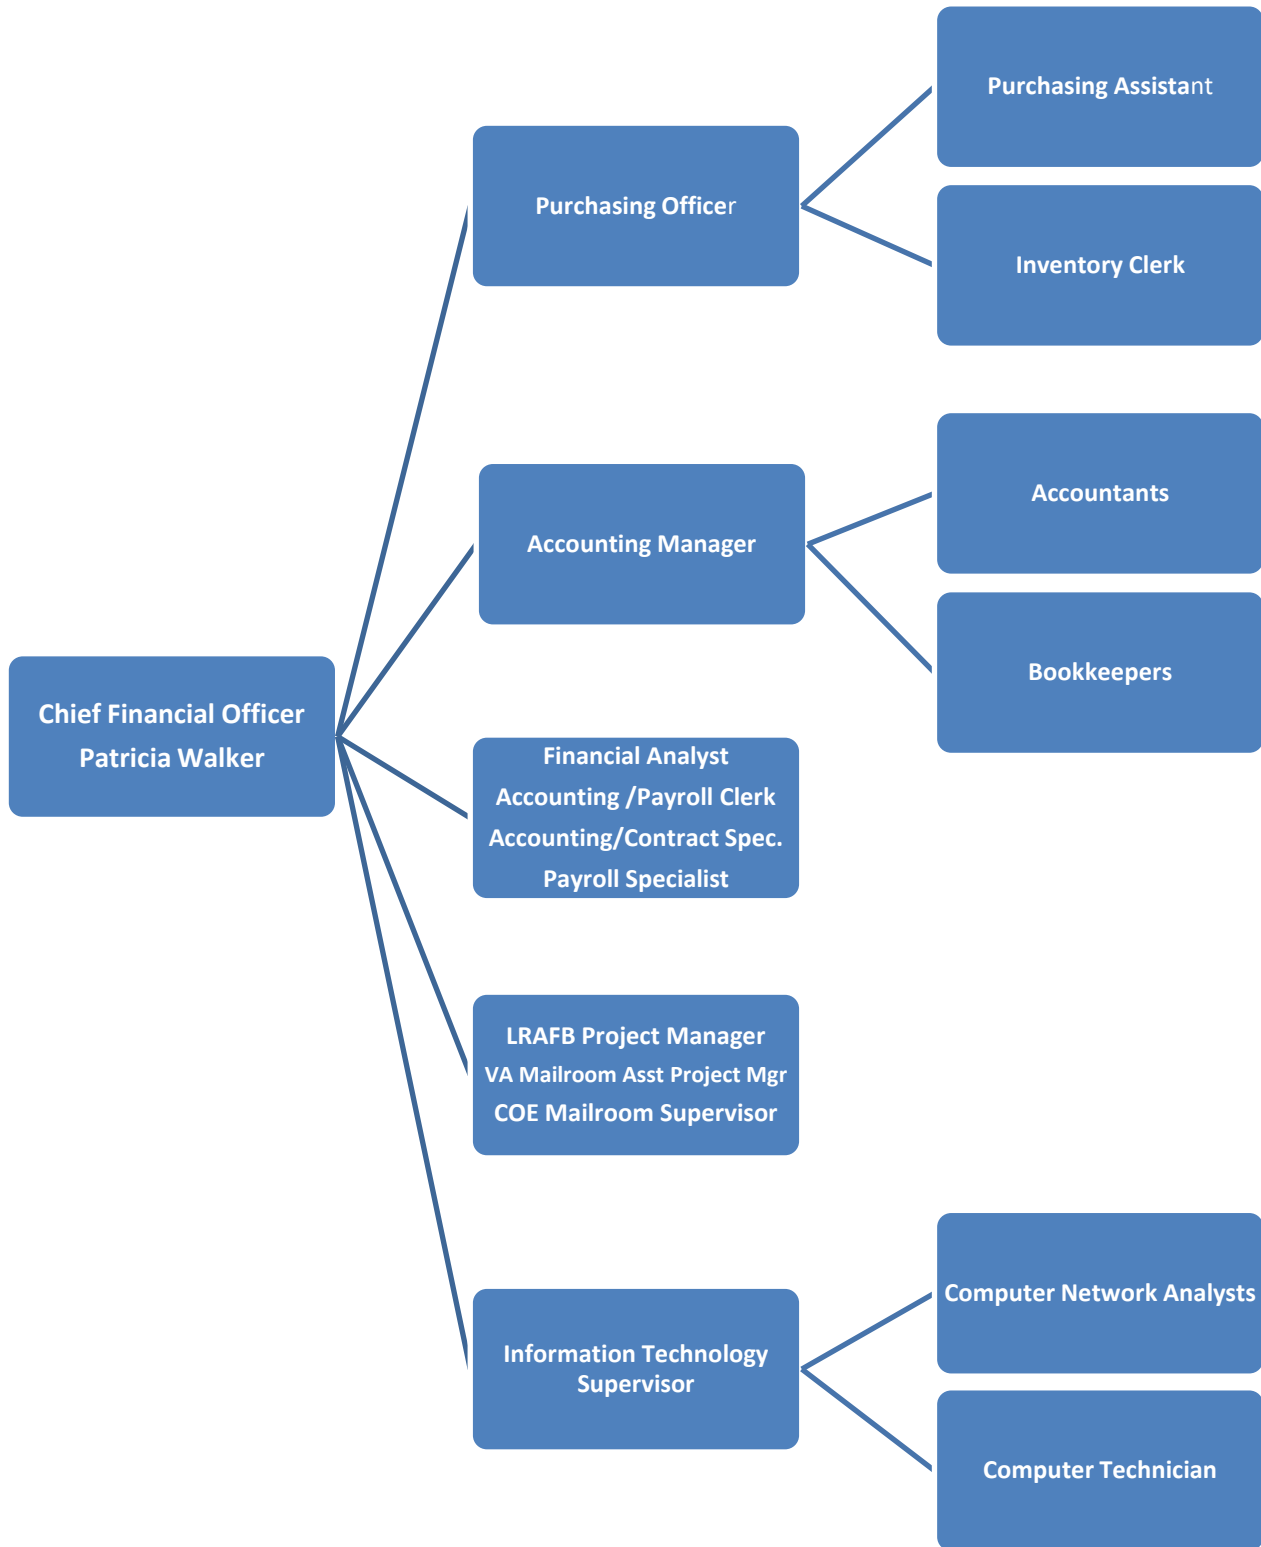 Purchasing Assistant
Purchasing Officer
Inventory Clerk
Accountants
Accounting Manager
Bookkeepers
Chief Financial Officer
Patricia Walker
Financial Analyst
Accounting /Payroll Clerk
Accounting/Contract Spec.
Payroll Specialist
LRAFB Project Manager
VA Mailroom Asst Project Mgr
COE Mailroom Supervisor
Computer Network Analysts
Information Technology
Supervisor
Computer Technician